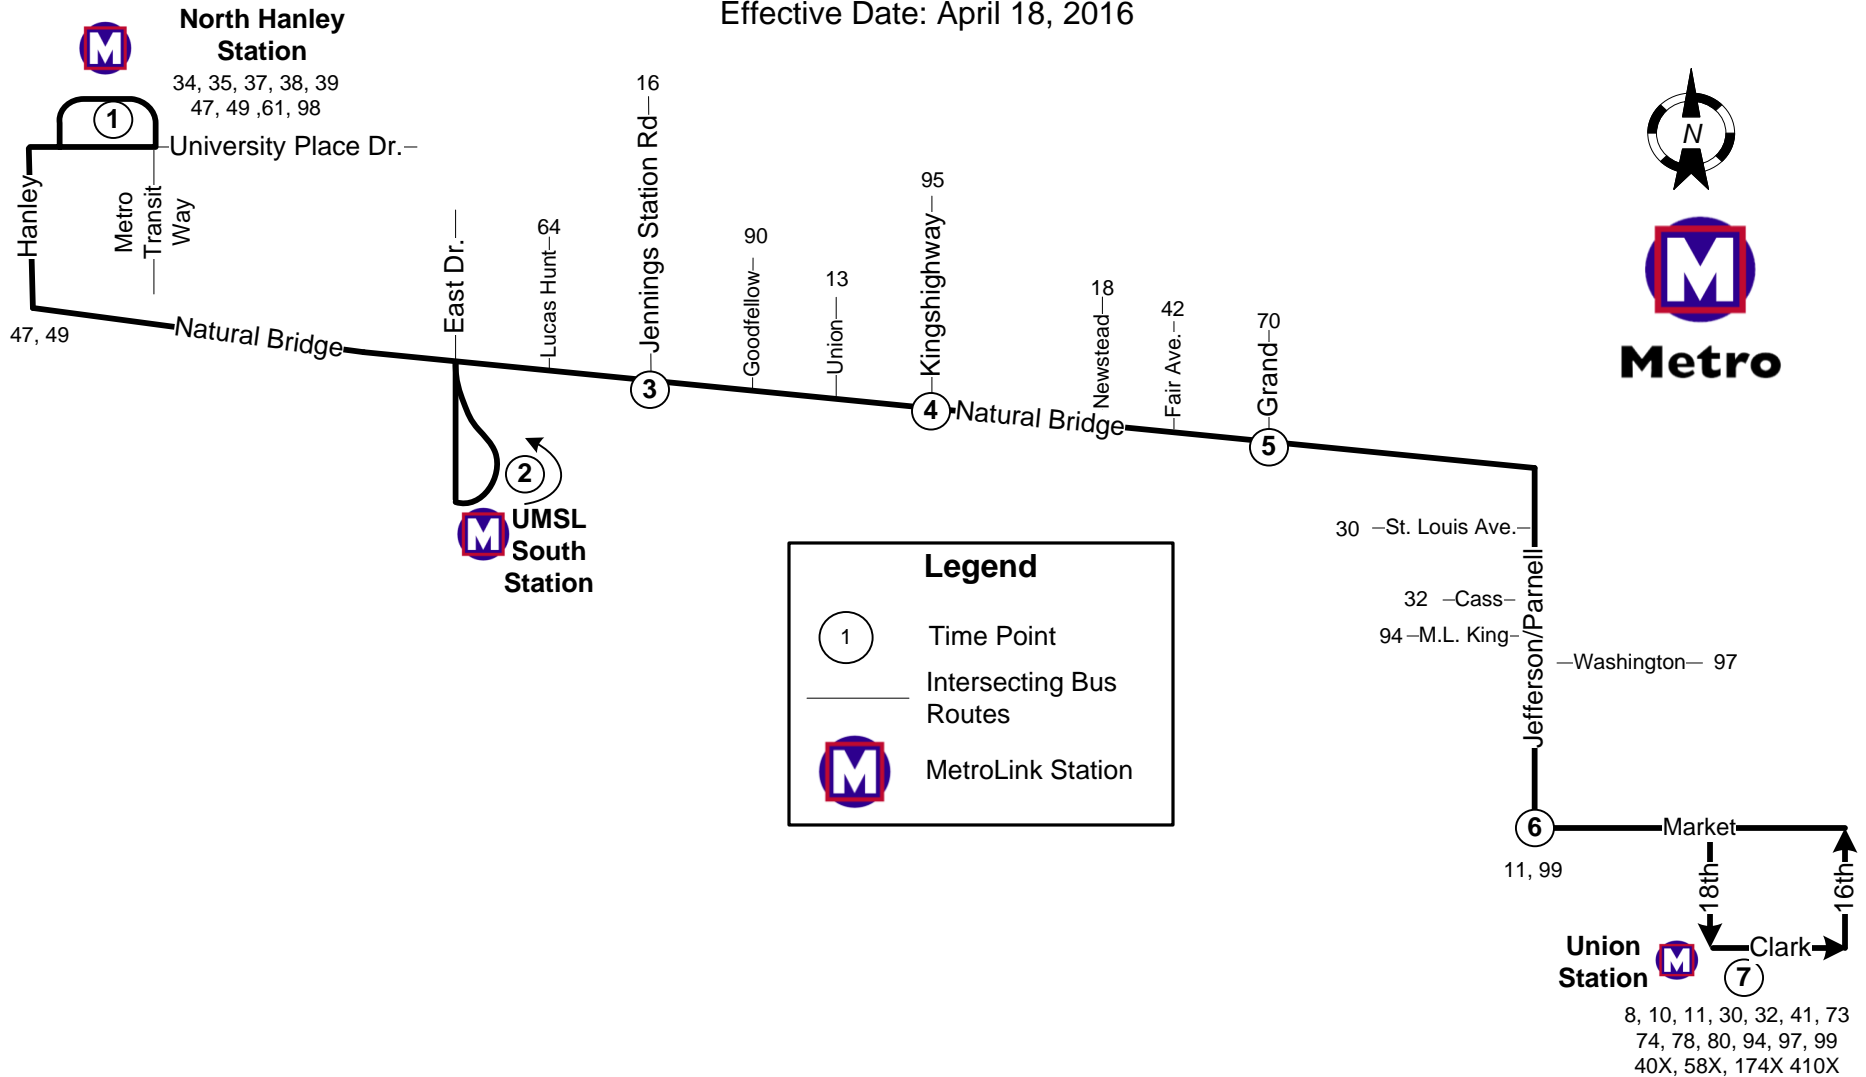 Effective Date: April 18, 2016
North Hanley
Station
34, 35, 37, 38, 39
47, 49 ,61, 98
1
University Place Dr.
Hanley
Metro
Transit
Way
47, 49
Natural Bridge
East Dr.
64
Lucas Hunt
16
Jennings Station Rd
3
90
Goodfellow
13
Union
95
Kingshighway
4
Natural Bridge
18
Newstead
42
Fair Ave.
70
Grand
5
N
M
Metro
2
M
UMSL
South
Station
Legend
1
Time Point
Intersecting Bus
Routes
M
MetroLink Station
30
St. Louis Ave.
32
Cass
94
M.L. King
Jefferson/Parnell
Washington
97
6
Market
11, 99
18th
16th
Clark
Union
Station
M
7
8, 10, 11, 30, 32, 41, 73
74, 78, 80, 94, 97, 99
40X, 58X, 174X 410X
M